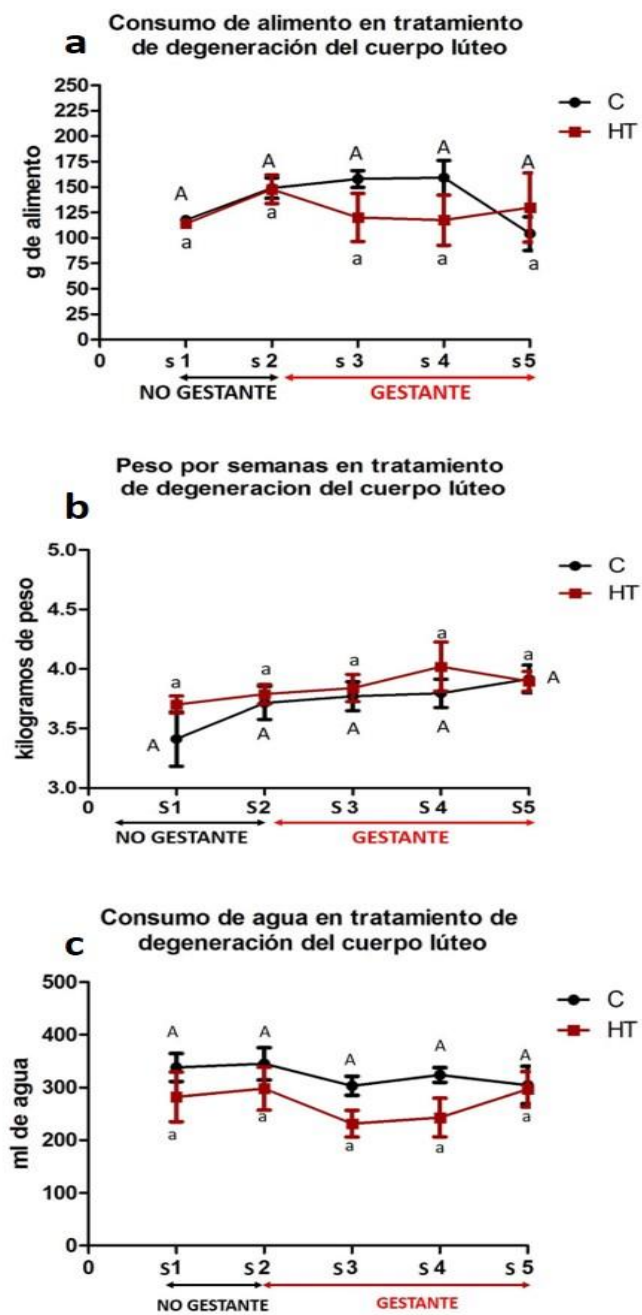 a
Consumo de alimento en tratamiento
de degeneración del cuerpo lúteo
g de alimento
250
225
200
175
150
125
100
75
50
25
0
C
HT
A A A A A
a a a a a
0 s 1 s 2 s 3 s 4 s5
NO GESTANTE GESTANTE
b
Peso por semanas en tratamiento
de degeneracion del cuerpo lúteo
kilogramos de peso
5.0
4.5
4.0
3.5
3.0
C
HT
a a a a a
A A A A A
0 S1 S2 S 3 S 4 S5
NO GESTANTE GESTANTE
c
Consumo de agua en tratamiento de
degeneración del cuerpo lúteo
ml de agua
500
400
300
200
100
0
C
HT
A A A A A
a a a a a
0 S1 S 2 S 3 S 4 S 5
NO GESTANTE GESTANTE